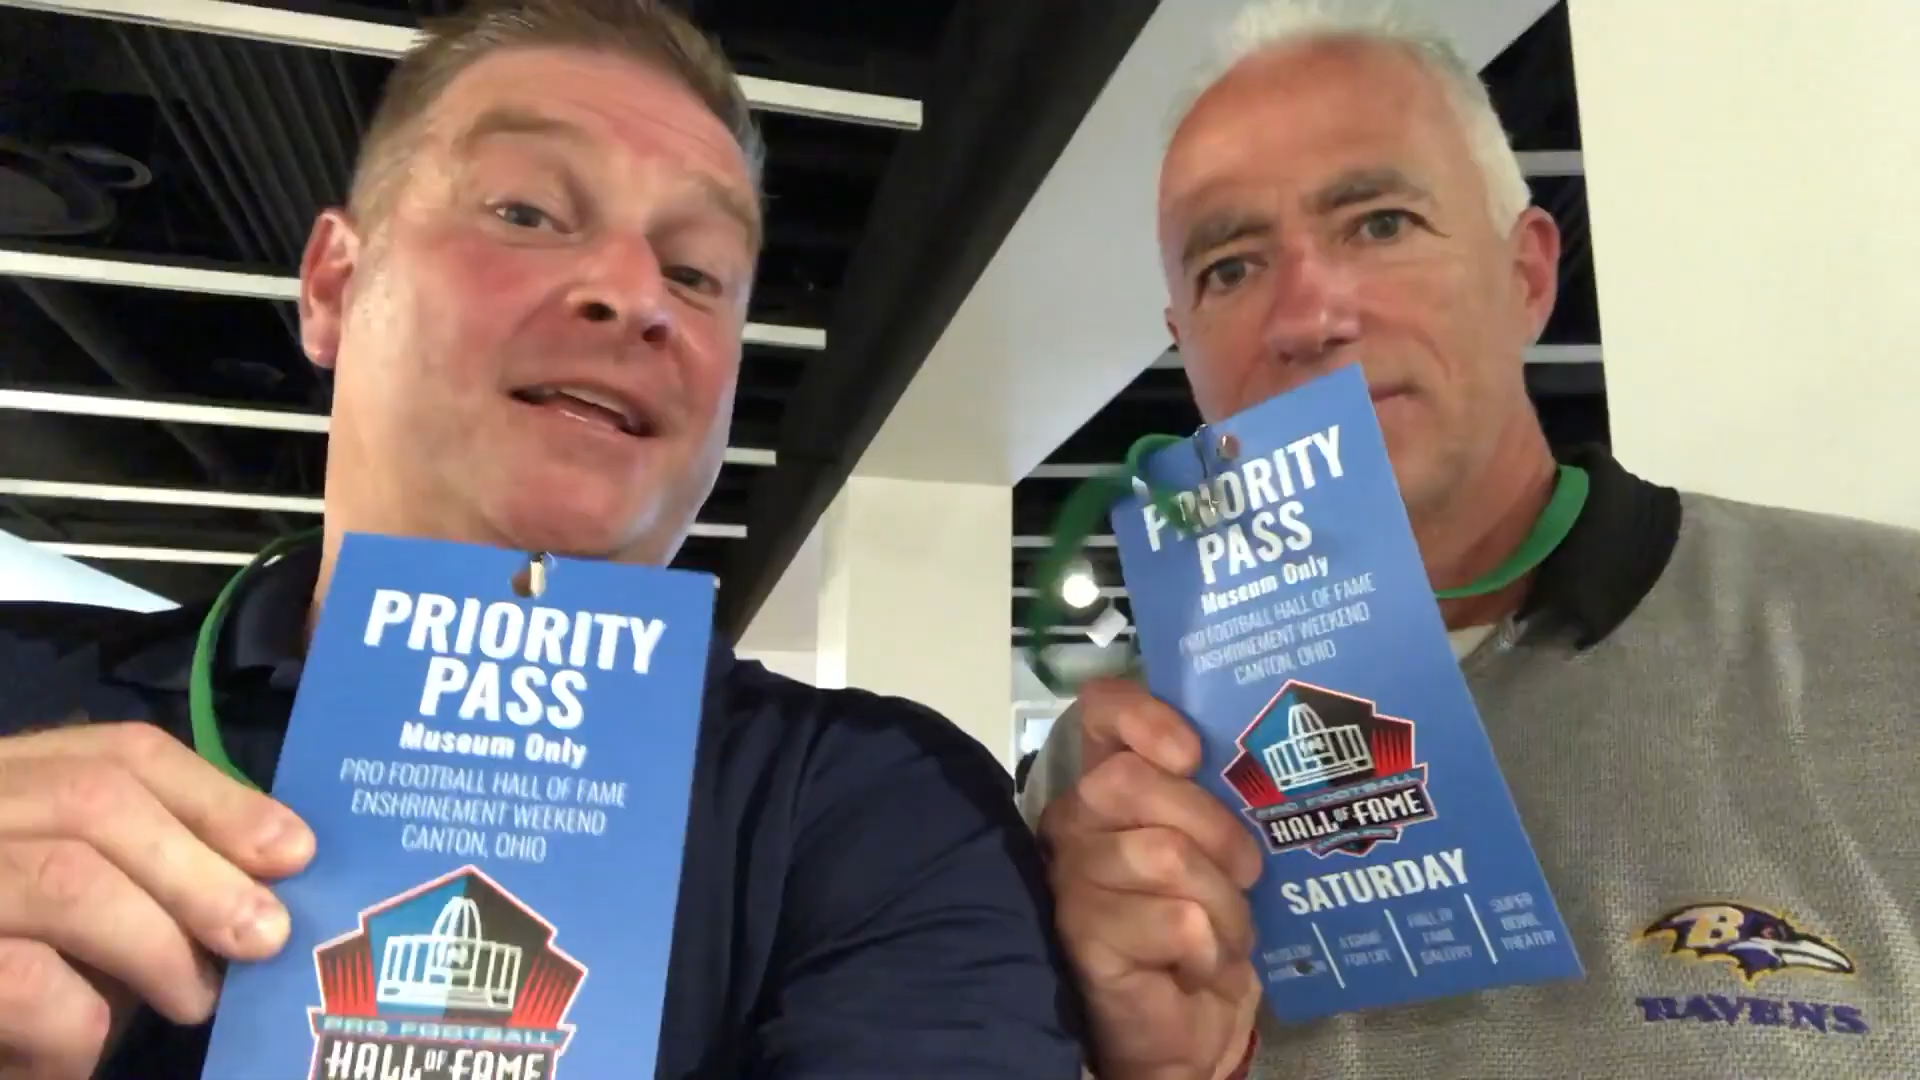 PRIORITY
PASS
Museum Only
PRO FOOTBALL HALL OF FAME
ENSHRINEMENT WEEKEND
CANTON, OHIO
PRO FOOTBALL
HALL OF FAME
PRIORITY
PASS
Museum Only
PRO FOOTBALL HALL OF FAME
ENSHRINEMENT WEEKEND
CANTON, OHIO
PRO FOOTBALL
HALL OF FAME
SATURDAY
MUSEUM
A GAME
FOR LIFE
HALL OF
FAME
GALLERY
SUPER
BOWL
THEATER
B
RAVENS